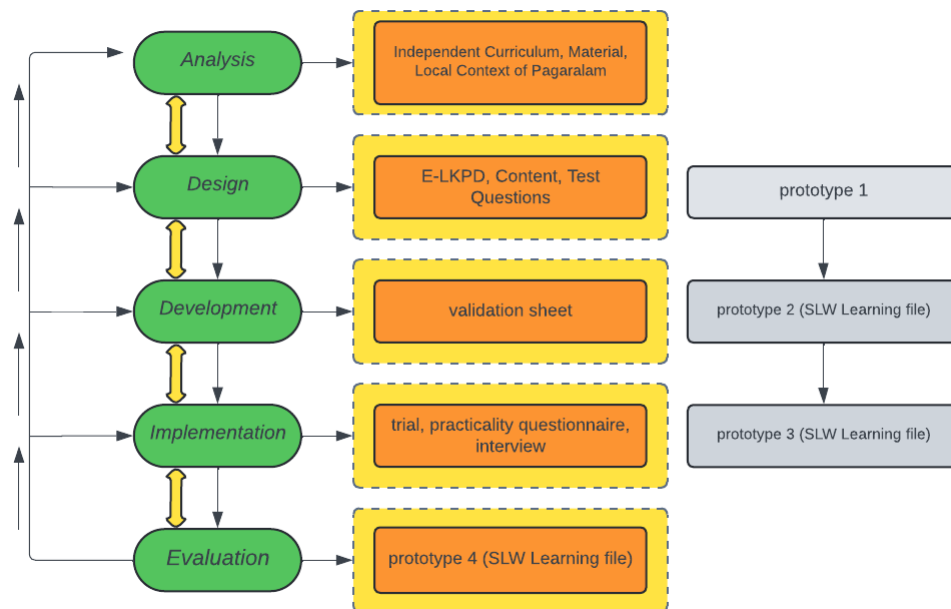 Analysis
Independent Curriculum, Material,
Local Context of Pagaralam
Design
E-LKPD, Content, Test
Questions
prototype 1
Development
validation sheet
prototype 2 (SLW Learning file)
Implementation
trial, practicality questionnaire,
interview
prototype 3 (SLW Learning file)
Evaluation
prototype 4 (SLW Learning file)